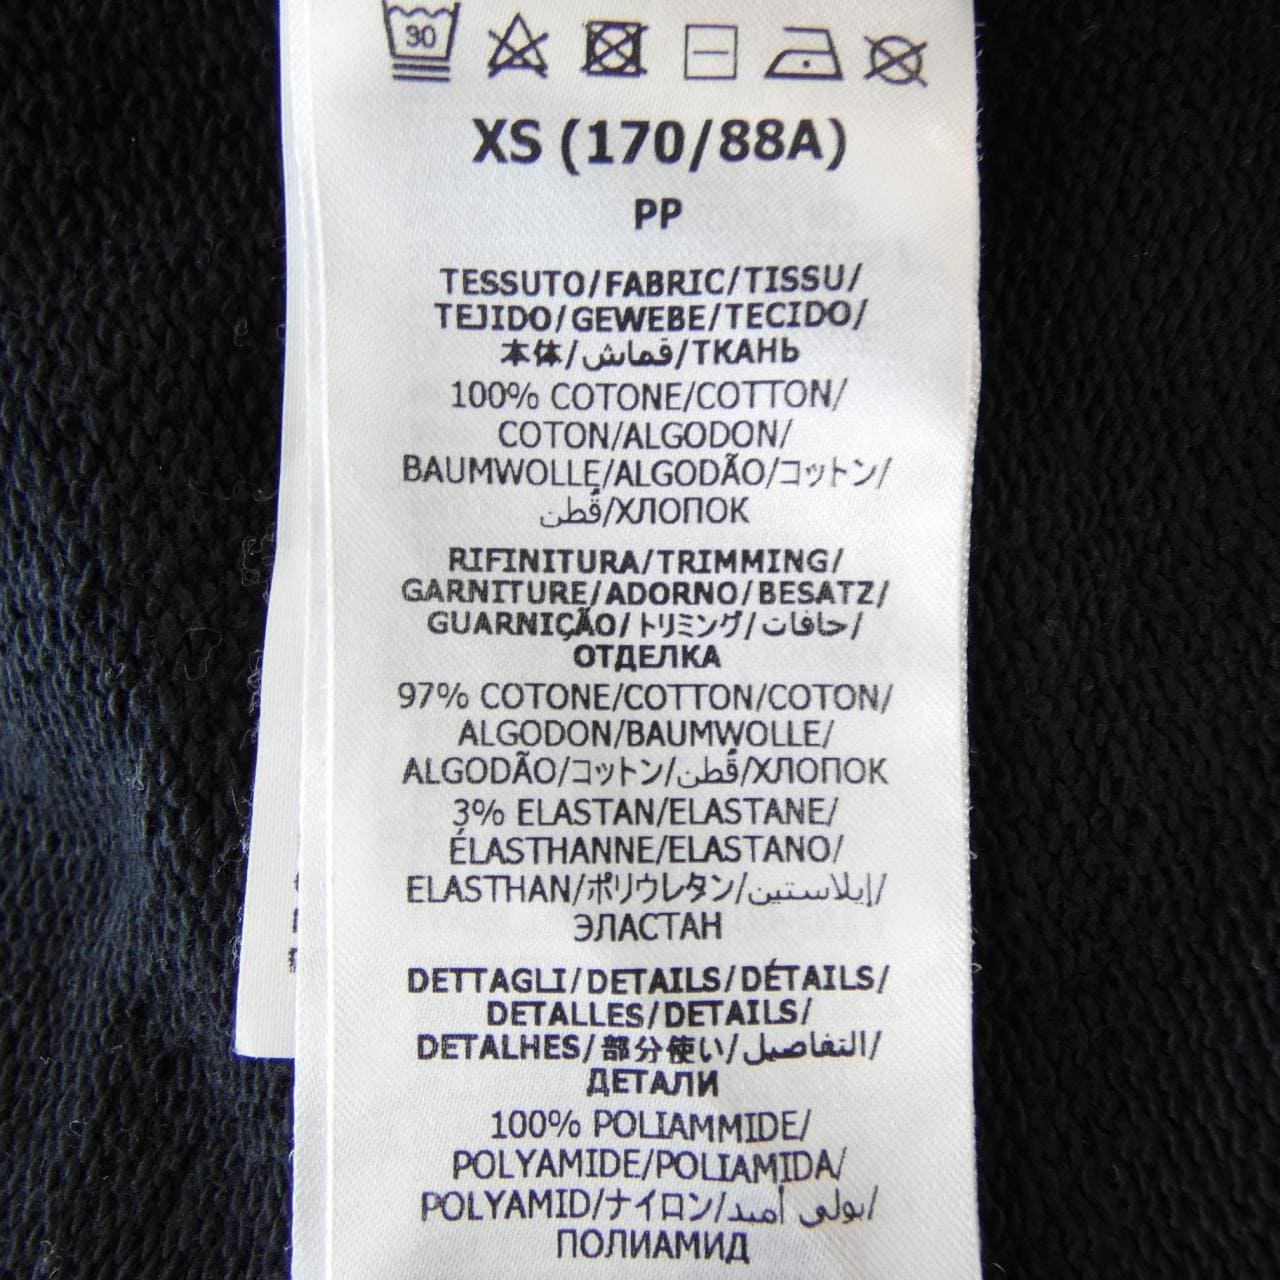 30
XS (170/88A)
PP
TESSUTO/FABRIC/TISSU/
TEJIDO/GEWEBE/TECIDO/
本体/قماش/ТКАНЬ
100% COTONE/COTTON/
COTON/ALGODON/
BAUMWOLLE/ALGODÃO/コットン/
قُطن/ХЛОПОК
RIFINITURA/TRIMMING/
GARNITURE/ADORNO/BESATZ/
GUARNIÇÃO/トリミング/حافات/
ОТДЕЛКА
97% COTONE/COTTON/COTON/
ALGODON/BAUMWOLLE/
ALGODÃO/コットン/قُطن/ХЛОПОК
3% ELASTAN/ELASTANE/
ÉLASTHANNE/ELASTANO/
ELASTHAN/ポリウレタン/إيلاستين/
ЭЛАСТАН
DETTAGLI/DETAILS/DÉTAILS/
DETALLES/DETAILS/
DETALHES/部分使い/التفاصيل/
ДЕТАЛИ
100% POLIAMMIDE/
POLYAMIDE/POLIAMIDA/
POLYAMID/ナイロン/بولي أميد/
ПОЛИАМИД